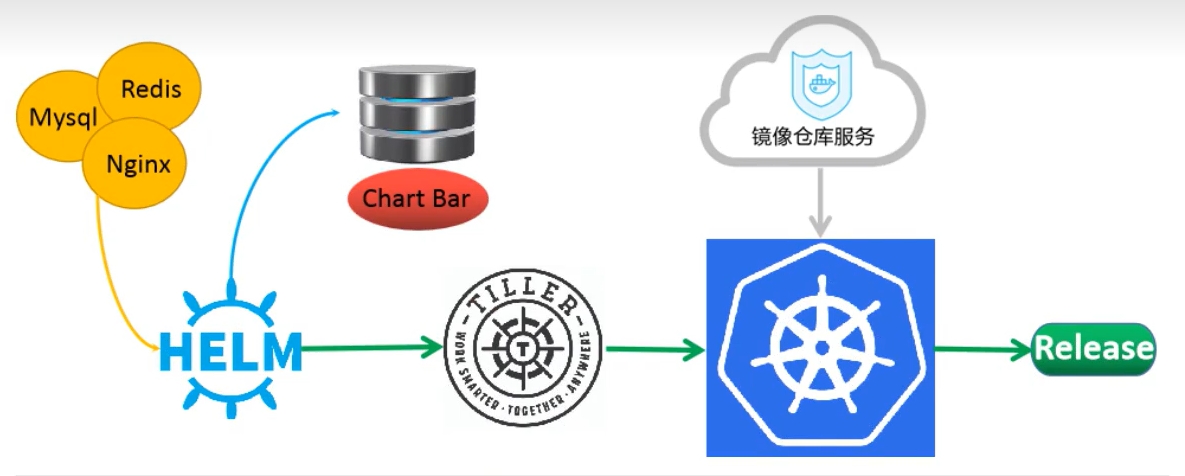 Redis
Mysql
Nginx
Chart Bar
镜像仓库服务
HELM
TILLER
WORK SMARTER · TOGETHER · ANYWHERE
T
Release